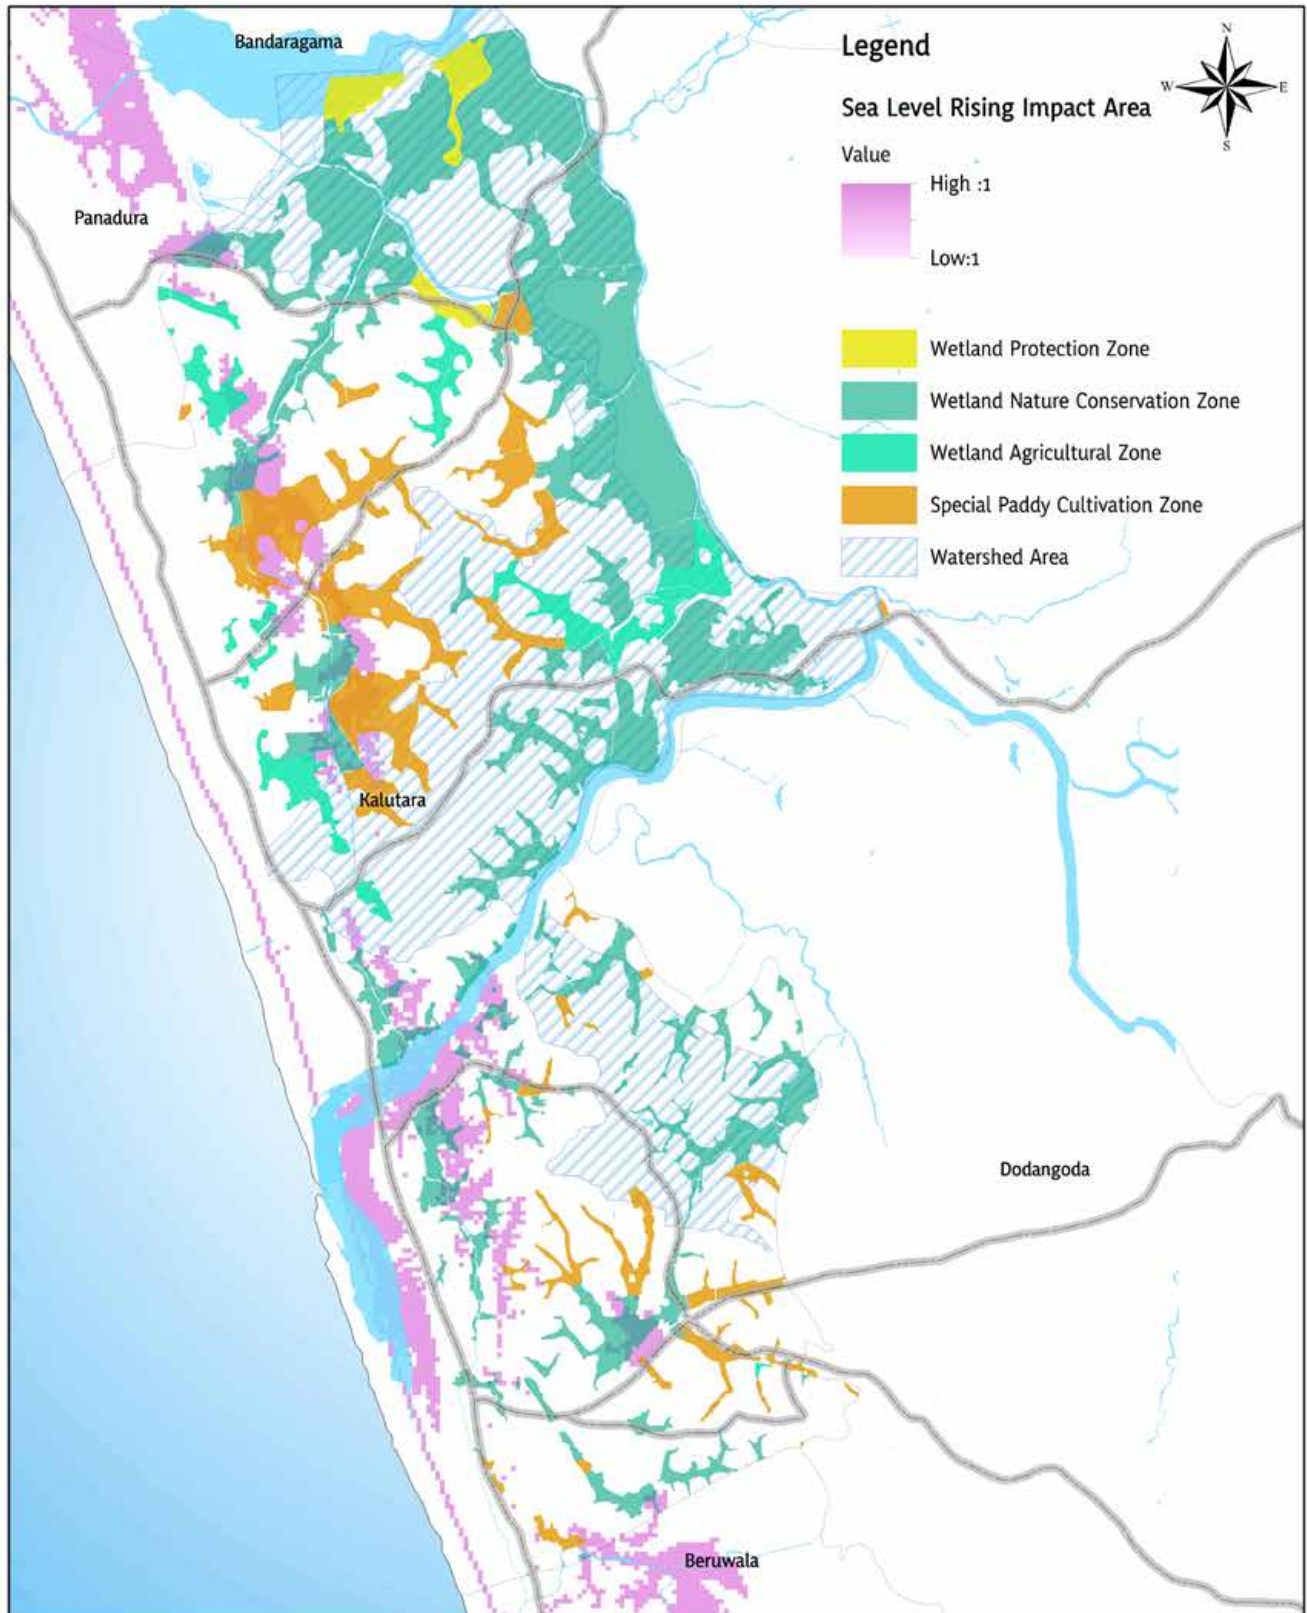 Bandaragama
Panadura
Kalutara
Dodangoda
Beruwala
Legend
Sea Level Rising Impact Area
Value
High :1
Low:1
Wetland Protection Zone
Wetland Nature Conservation Zone
Wetland Agricultural Zone
Special Paddy Cultivation Zone
Watershed Area
N
W
E
S